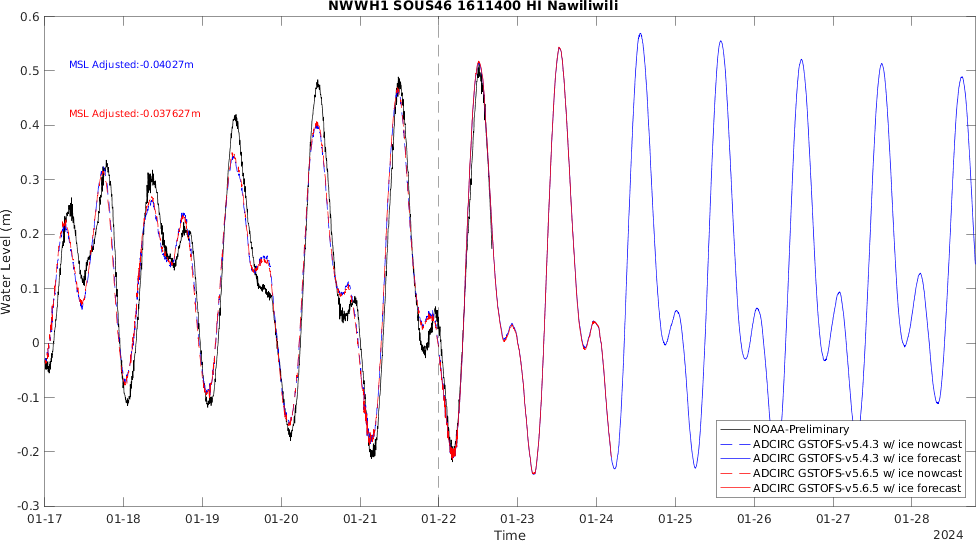 NWWH1 SOUS46 1611400 HI Nawiliwili
0.6
0.5
0.4
0.3
0.2
0.1
0
-0.1
-0.2
-0.3
Water Level (m)
MSL Adjusted:-0.04027m
MSL Adjusted:-0.037627m
NOAA-Preliminary
ADCIRC GSTOFS-v5.4.3 w/ ice nowcast
ADCIRC GSTOFS-v5.4.3 w/ ice forecast
ADCIRC GSTOFS-v5.6.5 w/ ice nowcast
ADCIRC GSTOFS-v5.6.5 w/ ice forecast
01-17 01-18 01-19 01-20 01-21 01-22 01-23 01-24 01-25 01-26 01-27 01-28
Time
2024